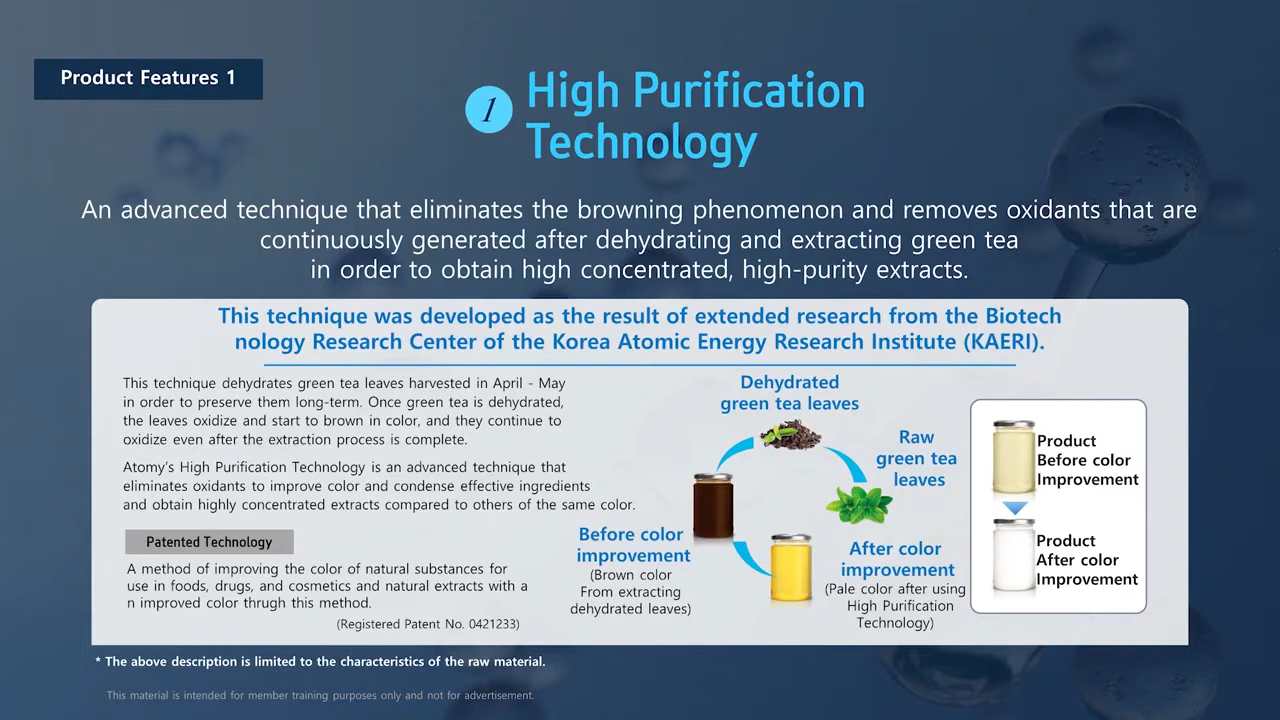 Product Features 1
1
High Purification
Technology
An advanced technique that eliminates the browning phenomenon and removes oxidants that are
continuously generated after dehydrating and extracting green tea
in order to obtain high concentrated, high-purity extracts.
This technique was developed as the result of extended research from the Biotech
nology Research Center of the Korea Atomic Energy Research Institute (KAERI).
This technique dehydrates green tea leaves harvested in April - May
in order to preserve them long-term. Once green tea is dehydrated,
the leaves oxidize and start to brown in color, and they continue to
oxidize even after the extraction process is complete.
Atomy's High Purification Technology is an advanced technique that
eliminates oxidants to improve color and condense effective ingredients
and obtain highly concentrated extracts compared to others of the same color.
Patented Technology
A method of improving the color of natural substances for
use in foods, drugs, and cosmetics and natural extracts with a
n improved color thrugh this method.
(Registered Patent No. 0421233)
Dehydrated
green tea leaves
Raw
green tea
leaves
Before color
improvement
(Brown color
From extracting
dehydrated leaves)
After color
improvement
(Pale color after using
High Purification
Technology)
Product
Before color
Improvement
Product
After color
Improvement
* The above description is limited to the characteristics of the raw material.
This material is intended for member training purposes only and not for advertisement.